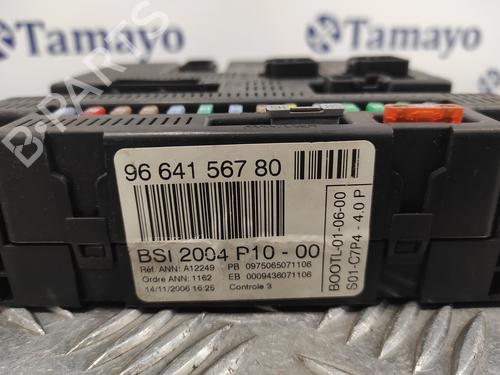 Tamayo
Tamayo
B-PARTS
96 641 567 80
BSI 2004 P10 - 00
Réf. ANN: A12249 PB 0975065071106
Ordre ANN: 1162 EB 0009436071106
14/11/2006 16:25 Controle 3
BOOTL-01-06-00
S01-C7P4 - 4.0 P